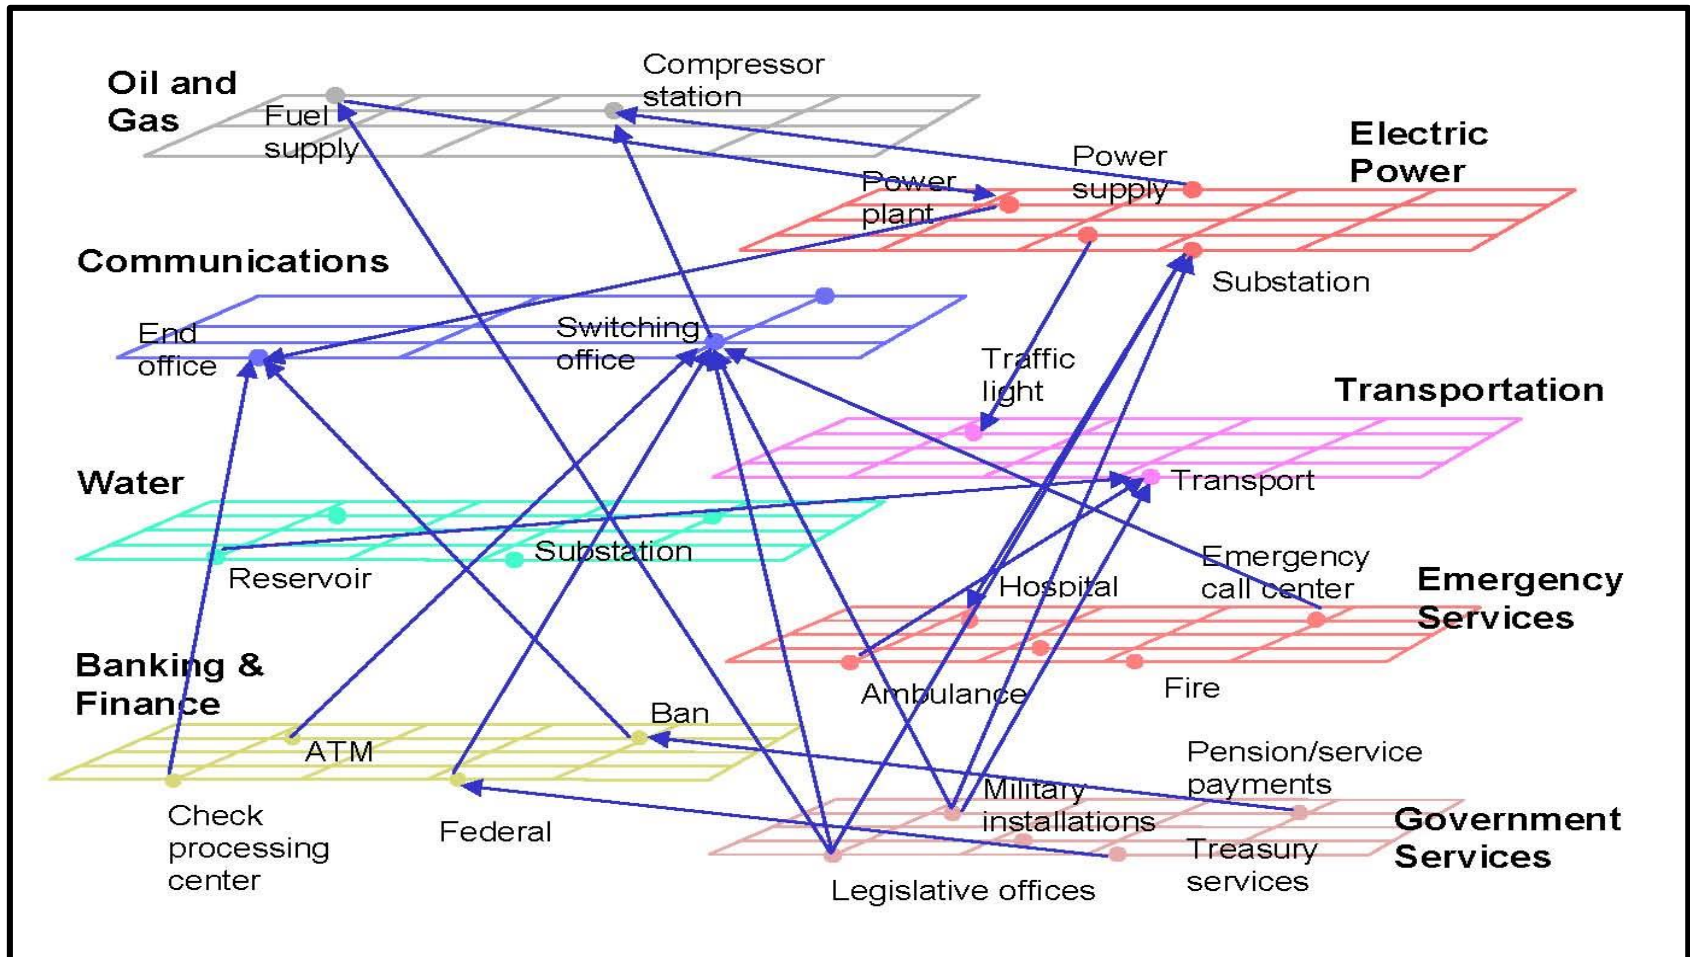 Oil and
Gas
Fuel
supply
Compressor
station
Electric
Power
Power
supply
Power
plant
Substation
Communications
End
office
Switching
office
Traffic
light
Transportation
Transport
Water
Reservoir
Substation
Emergency
call center
Emergency
Services
Hospital
Ambulance
Fire
Banking &
Finance
Ban
ATM
Check
processing
center
Federal
Pension/service
payments
Military
installations
Government
Services
Treasury
services
Legislative offices